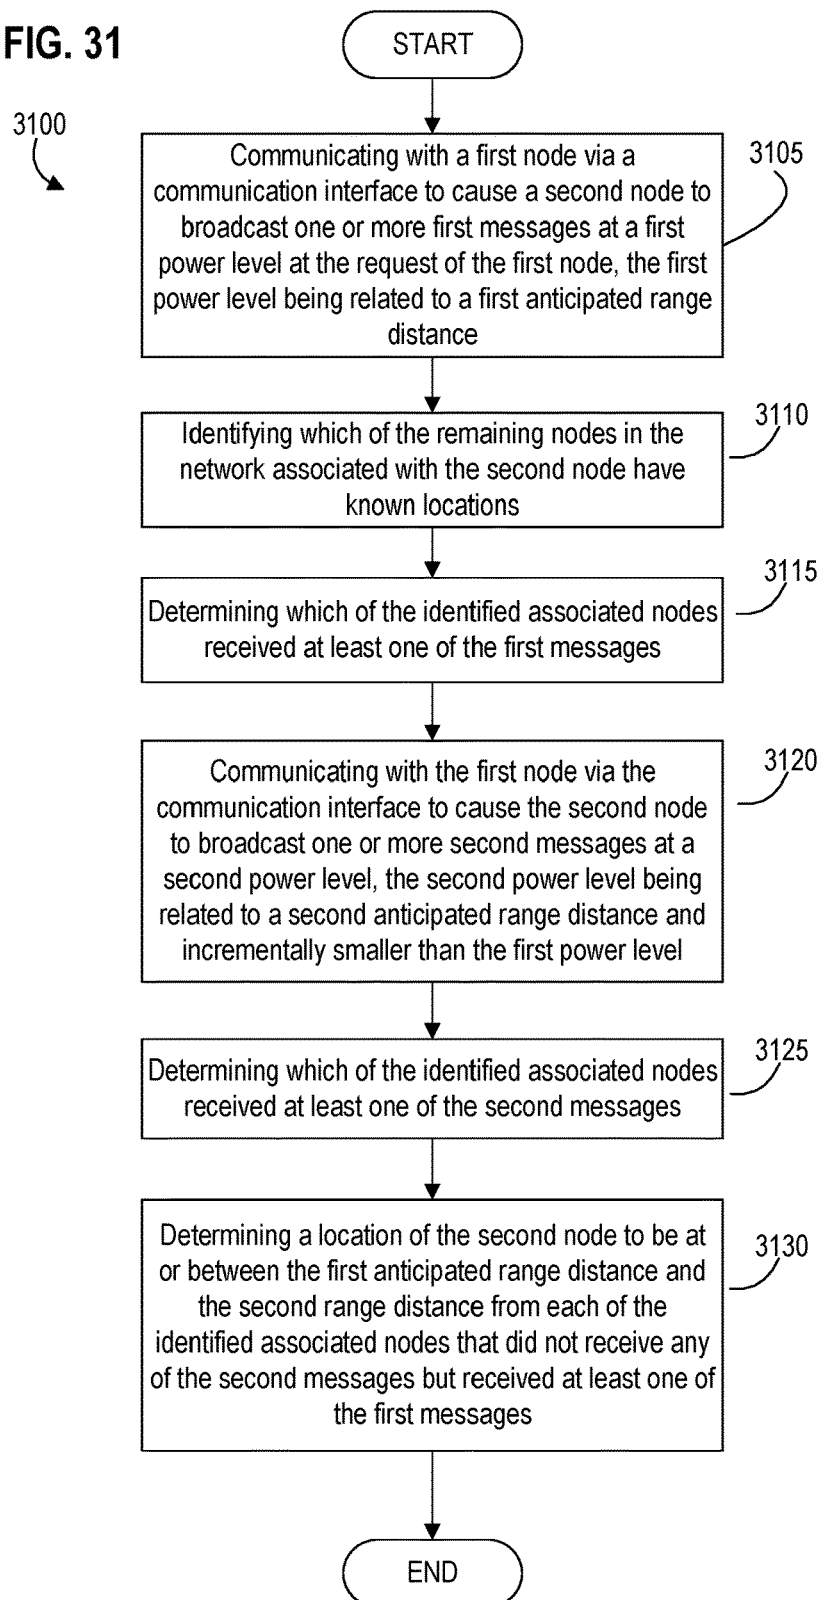 FIG. 31
START
3100
3105
Communicating with a first node via a
communication interface to cause a second node to
broadcast one or more first messages at a first
power level at the request of the first node, the first
power level being related to a first anticipated range
distance
3110
Identifying which of the remaining nodes in the
network associated with the second node have
known locations
3115
Determining which of the identified associated nodes
received at least one of the first messages
3120
Communicating with the first node via the
communication interface to cause the second node
to broadcast one or more second messages at a
second power level, the second power level being
related to a second anticipated range distance and
incrementally smaller than the first power level
3125
Determining which of the identified associated nodes
received at least one of the second messages
3130
Determining a location of the second node to be at
or between the first anticipated range distance and
the second range distance from each of the
identified associated nodes that did not receive any
of the second messages but received at least one of
the first messages
END